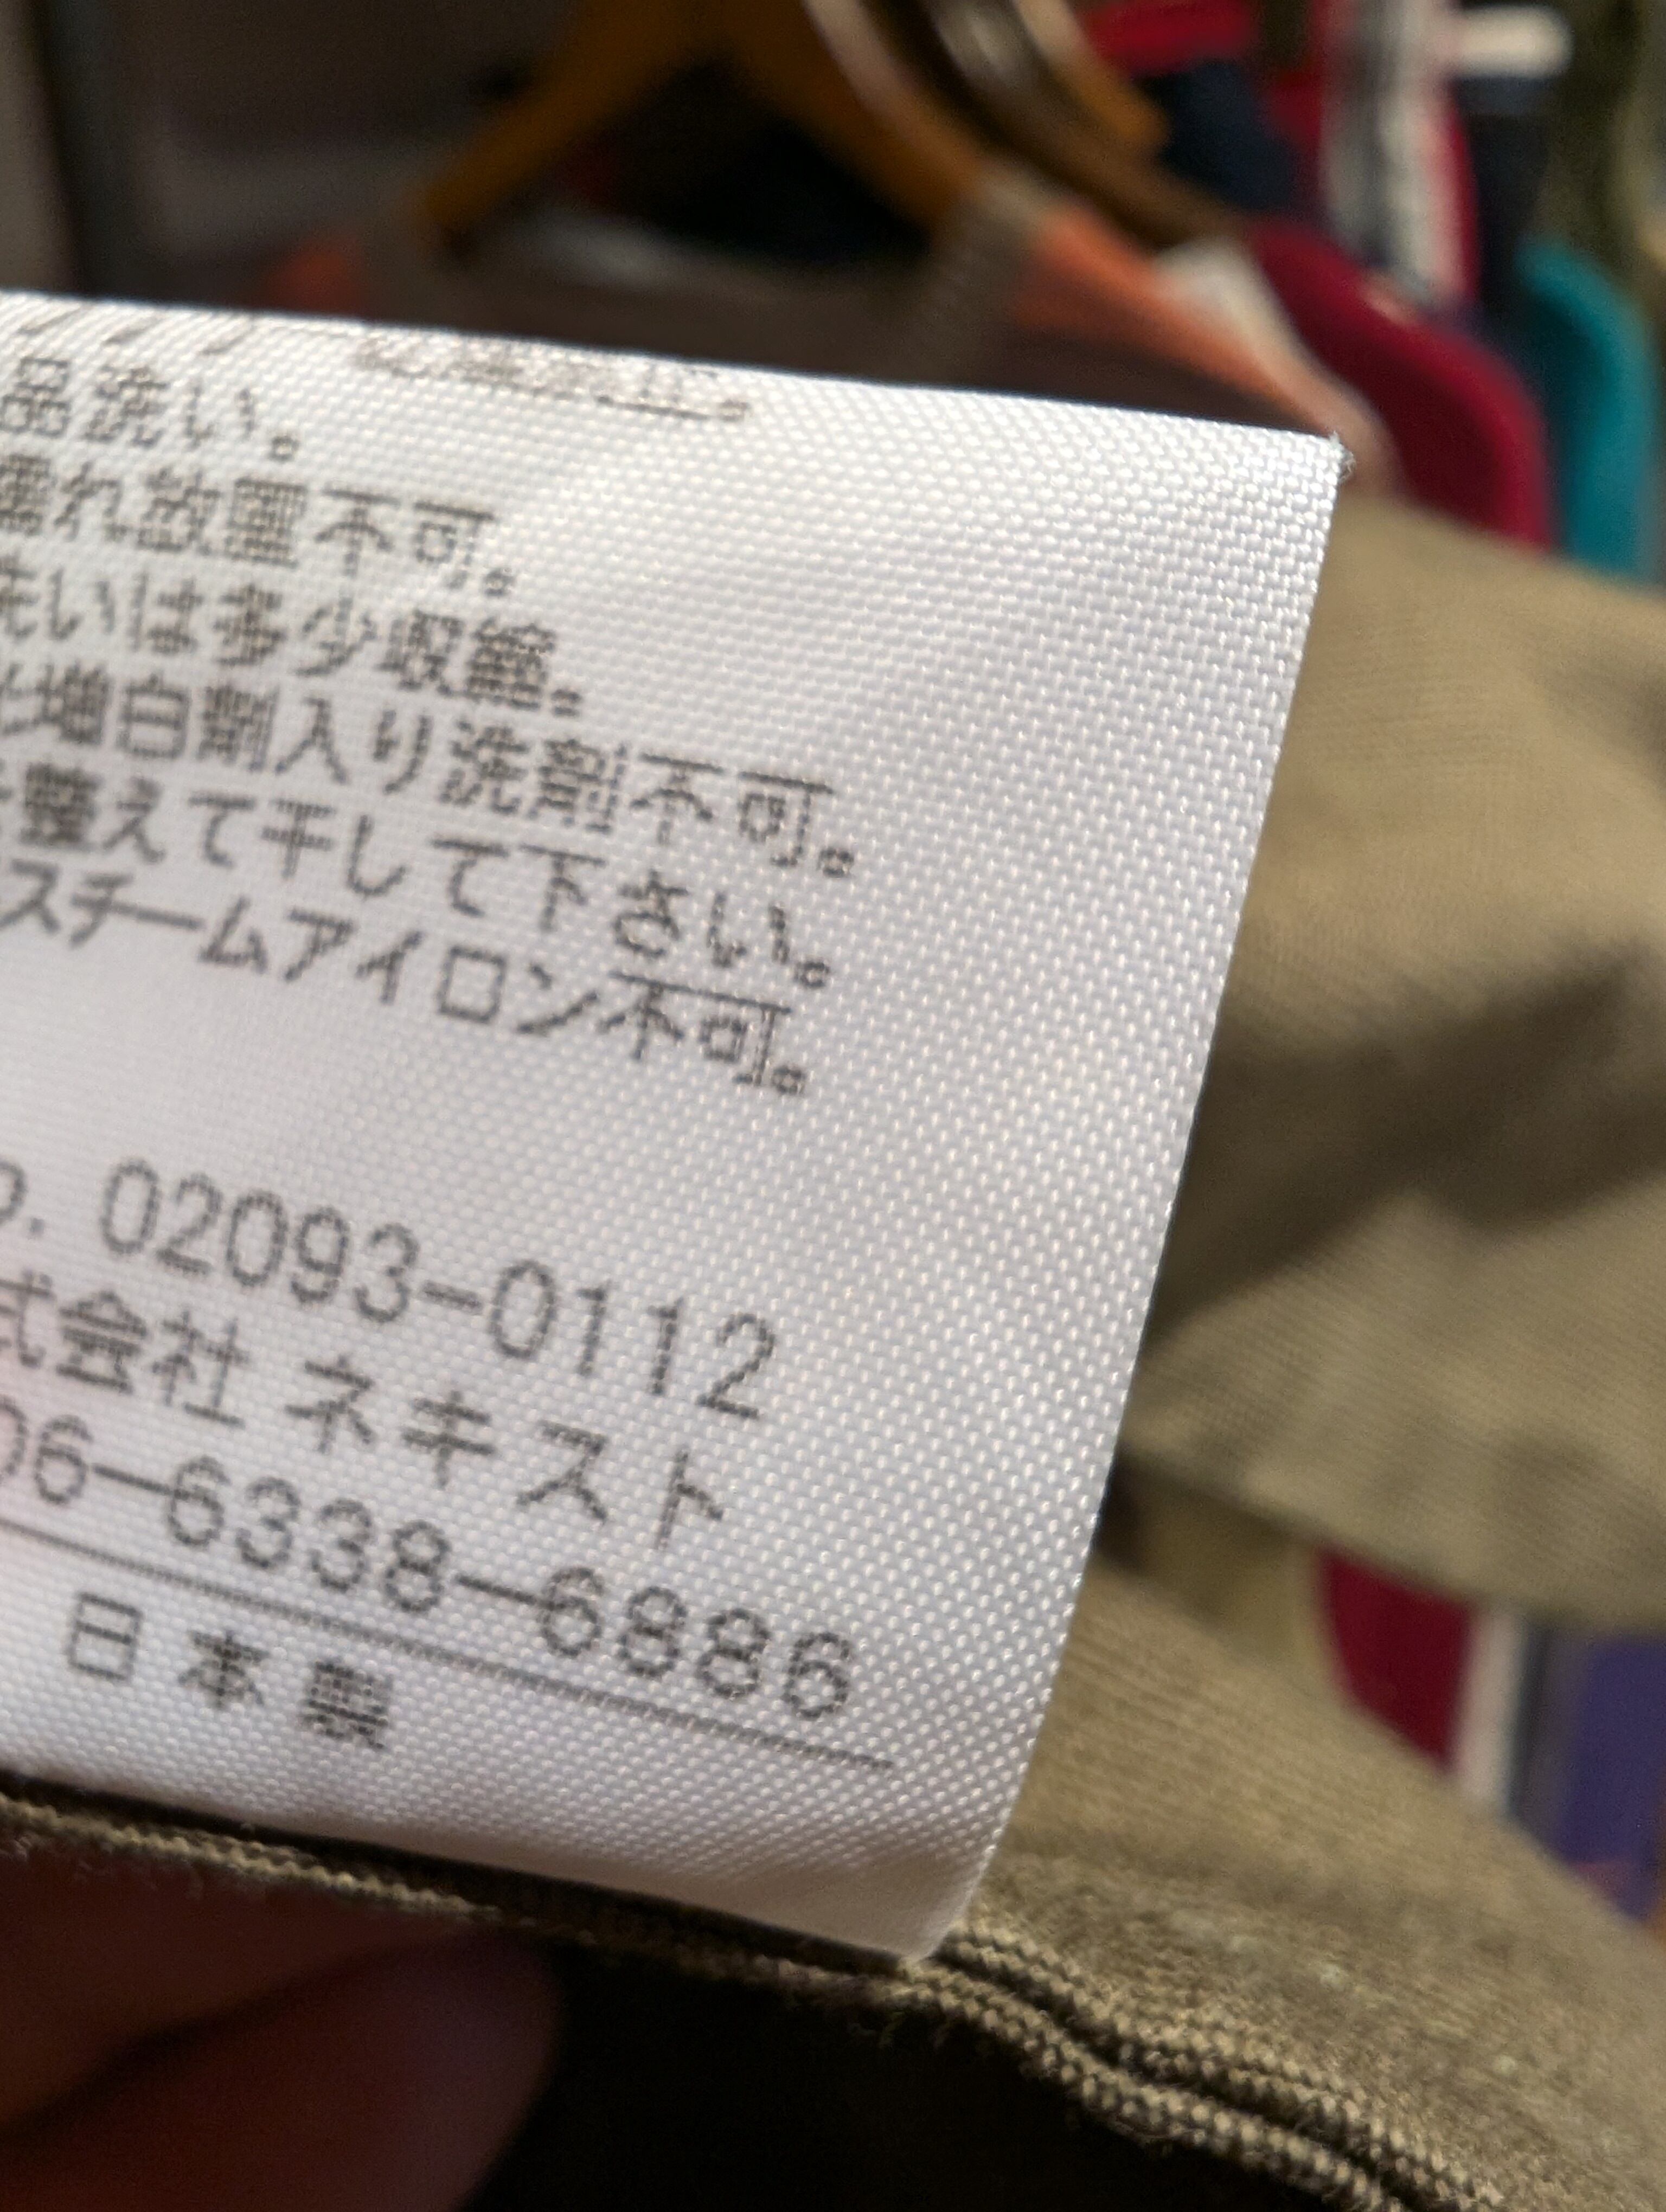 品洗い。
濡れ放置不可。
洗いは多少収縮。
増白剤入り洗剤不可。
整えて干して下さい。
スチームアイロン不可。
o. 02093-0112
式会社 ネキスト
06-6338-6886
日本製